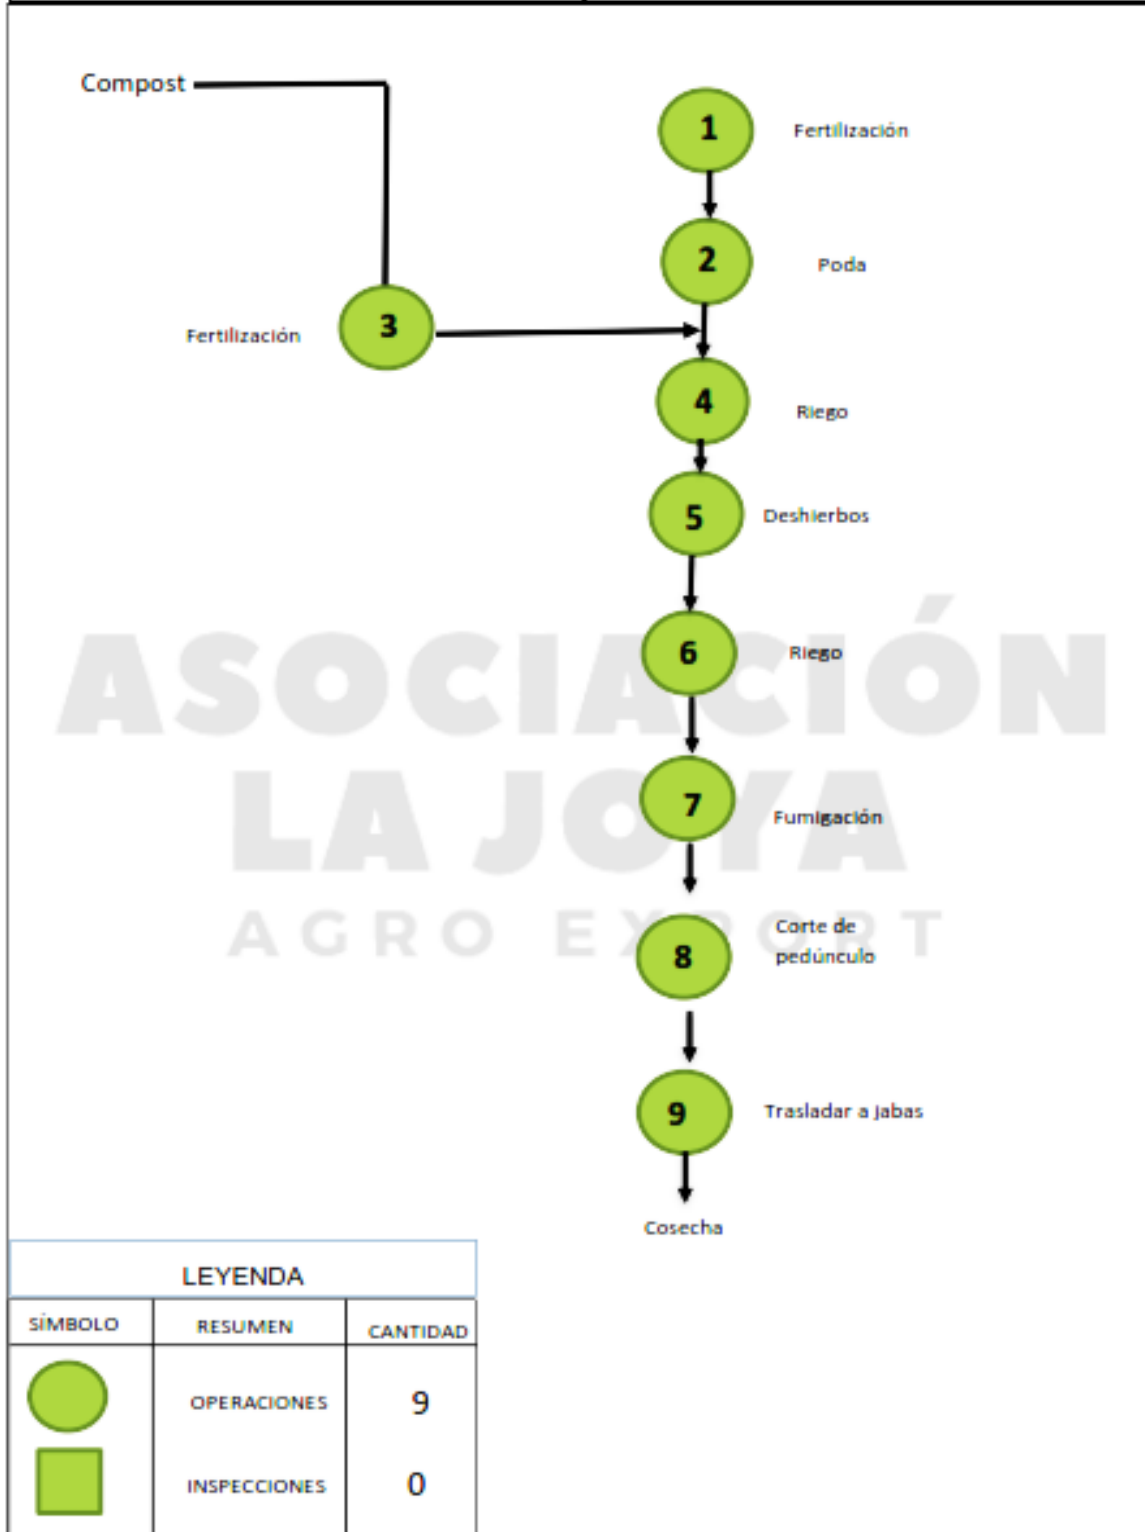 Compost
1
Fertilización
2
Poda
3
Fertilización
4
Riego
5
Deshierbos
6
Riego
ASOCIACIÓN
LA JOYA
AGRO EXPORT
7
Fumigación
8
Corte de
pedúnculo
9
Trasladar a jabas
Cosecha
LEYENDA
SÍMBOLO RESUMEN CANTIDAD
OPERACIONES 9
INSPECCIONES 0